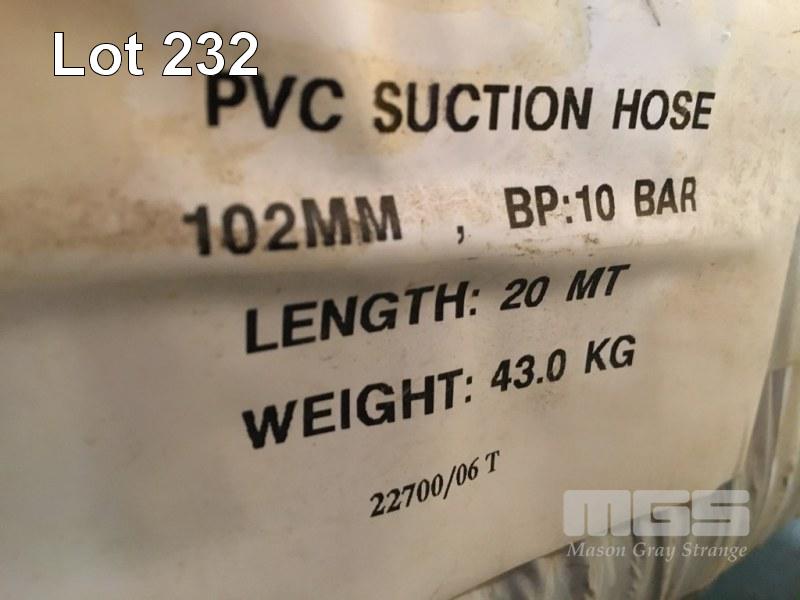 Lot 232
PVC SUCTION HOSE
102MM , BP:10 BAR
LENGTH: 20 MT
WEIGHT: 43.0 KG
22700/06 T
MGS
Mason Gray Strange